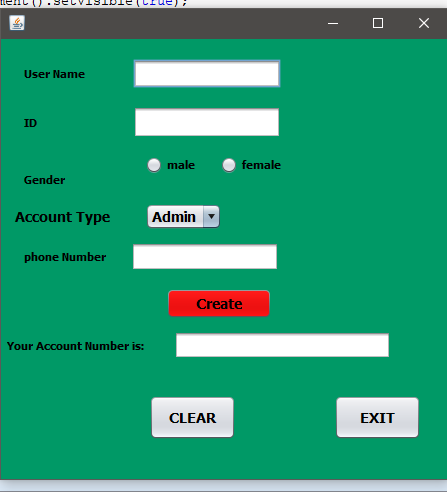 ment().setvisible(true);
User Name
ID
male female
Gender
Account Type Admin
phone Number
Create
Your Account Number is:
CLEAR EXIT